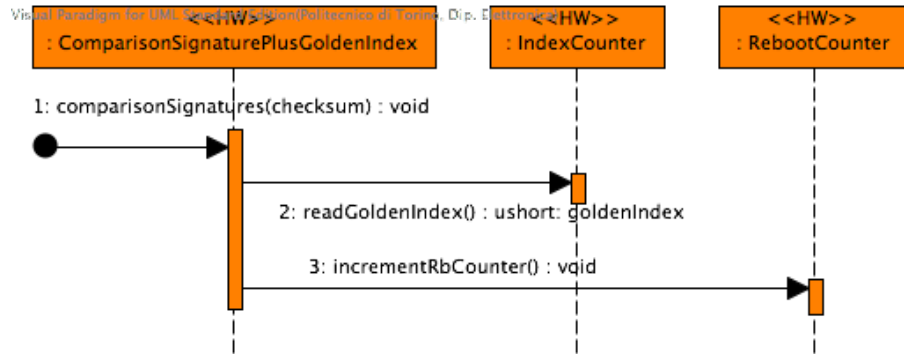 Visual Paradigm for UML Standard Edition(Politecnico di Torino, Dip. Elettronica)
<<HW>>
: ComparisonSignaturePlusGoldenIndex
<<HW>>
: IndexCounter
<<HW>>
: RebootCounter
1: comparisonSignatures(checksum) : void
2: readGoldenIndex() : ushort: goldenIndex
3: incrementRbCounter() : void